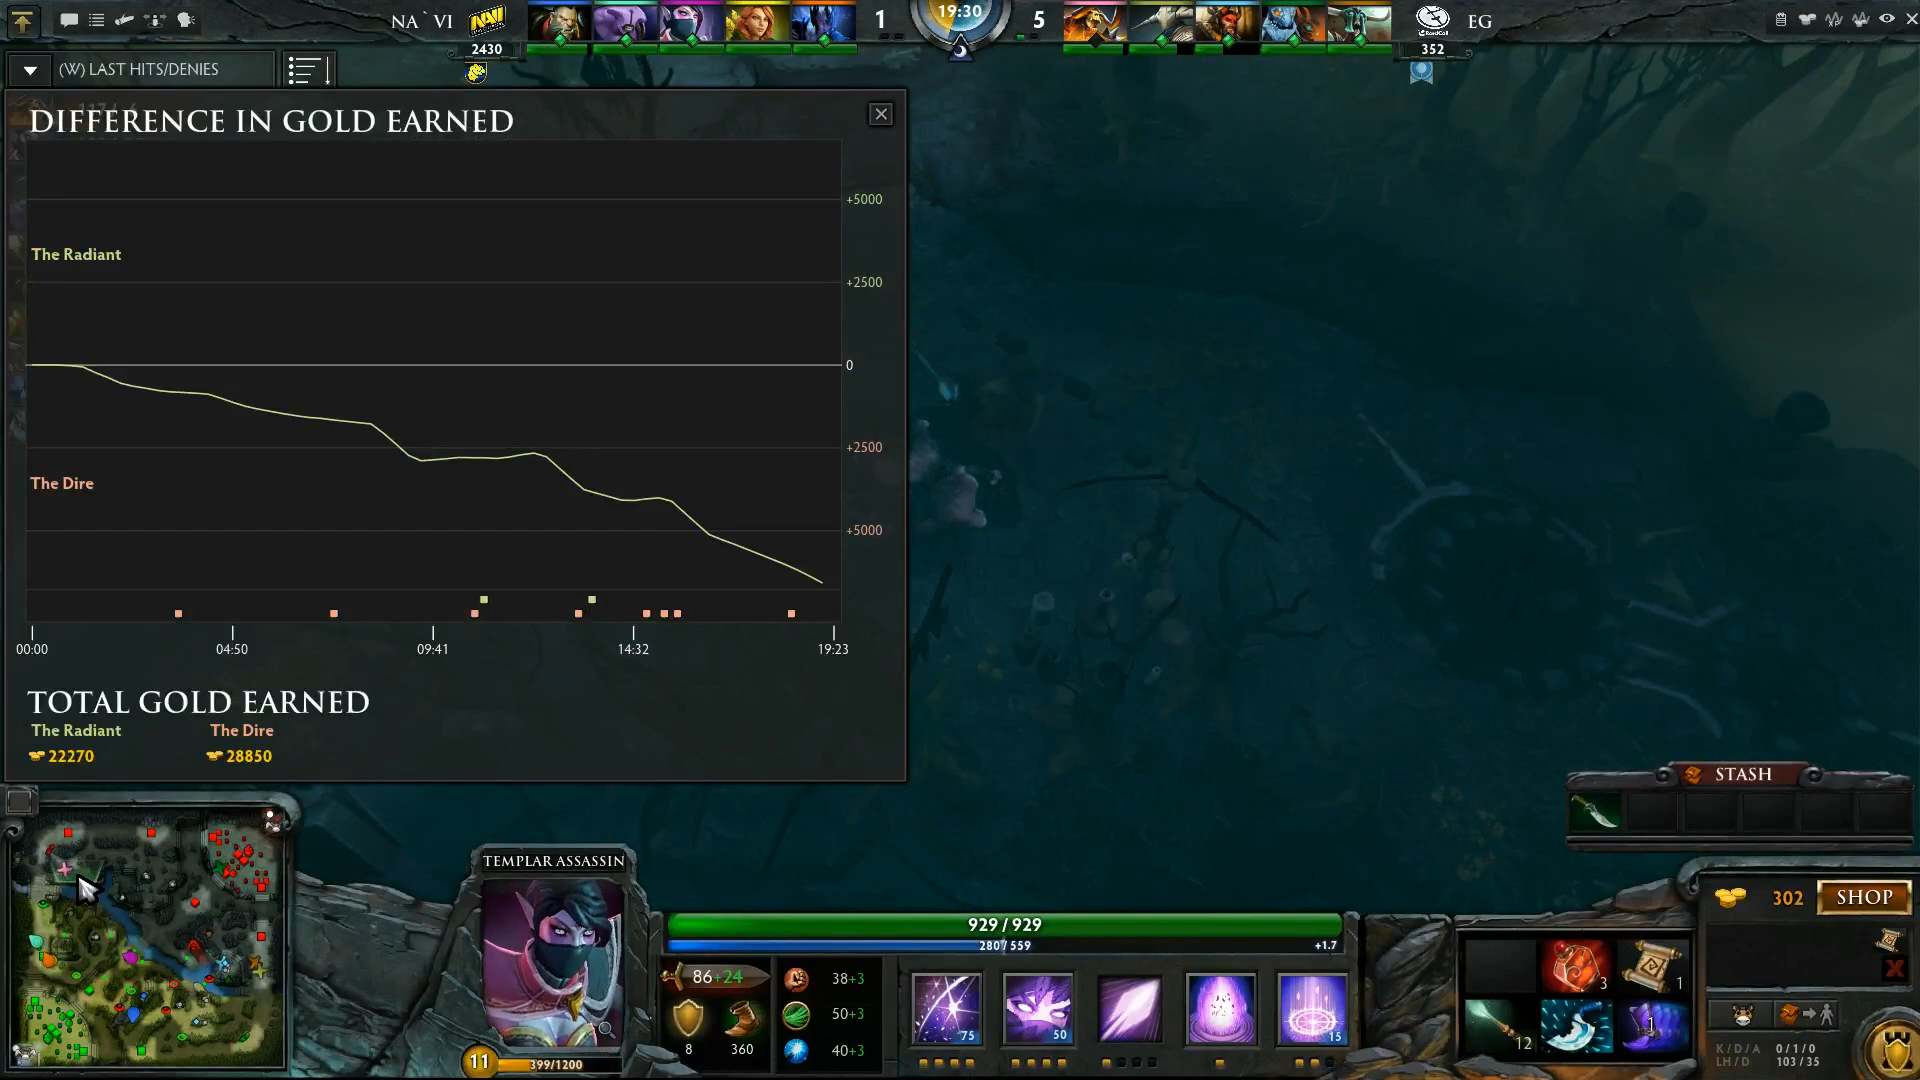 NA`VI
1
19:30
5
EG
2430
352
(W) LAST HITS/DENIES
DIFFERENCE IN GOLD EARNED
+5000
The Radiant
+2500
0
+2500
The Dire
+5000
00:00
04:50
09:41
14:32
19:23
TOTAL GOLD EARNED
The Radiant
The Dire
22270
28850
STASH
TEMPLAR ASSASSIN
302
SHOP
929 / 929
280 / 559
+1.7
86+24
38+3
50+3
40+3
8
360
75
50
15
3
1
12
1
11
399/1200
K/D/A 0/1/0
LH/D 103/35